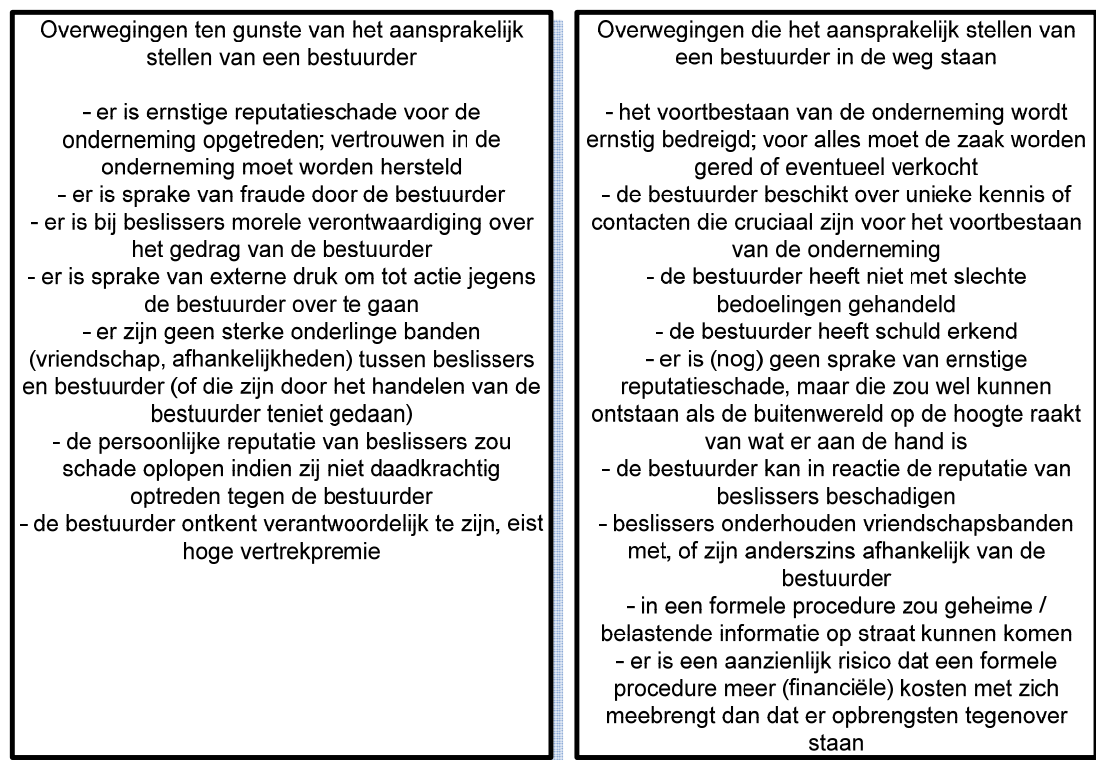 Overwegingen ten gunste van het aansprakelijk
stellen van een bestuurder
- er is ernstige reputatieschade voor de
onderneming opgetreden; vertrouwen in de
onderneming moet worden hersteld
- er is sprake van fraude door de bestuurder
- er is bij beslissers morele verontwaardiging over
het gedrag van de bestuurder
- er is sprake van externe druk om tot actie jegens
de bestuurder over te gaan
- er zijn geen sterke onderlinge banden
(vriendschap, afhankelijkheden) tussen beslissers
en bestuurder (of die zijn door het handelen van de
bestuurder teniet gedaan)
- de persoonlijke reputatie van beslissers zou
schade oplopen indien zij niet daadkrachtig
optreden tegen de bestuurder
- de bestuurder ontkent verantwoordelijk te zijn, eist
hoge vertrekpremie
Overwegingen die het aansprakelijk stellen van
een bestuurder in de weg staan
- het voortbestaan van de onderneming wordt
ernstig bedreigd; voor alles moet de zaak worden
gered of eventueel verkocht
- de bestuurder beschikt over unieke kennis of
contacten die cruciaal zijn voor het voortbestaan
van de onderneming
- de bestuurder heeft niet met slechte
bedoelingen gehandeld
- de bestuurder heeft schuld erkend
- er is (nog) geen sprake van ernstige
reputatieschade, maar die zou wel kunnen
ontstaan als de buitenwereld op de hoogte raakt
van wat er aan de hand is
- de bestuurder kan in reactie de reputatie van
beslissers beschadigen
- beslissers onderhouden vriendschapsbanden
met, of zijn anderszins afhankelijk van de
bestuurder
- in een formele procedure zou geheime /
belastende informatie op straat kunnen komen
- er is een aanzienlijk risico dat een formele
procedure meer (financiële) kosten met zich
meebrengt dan dat er opbrengsten tegenover
staan